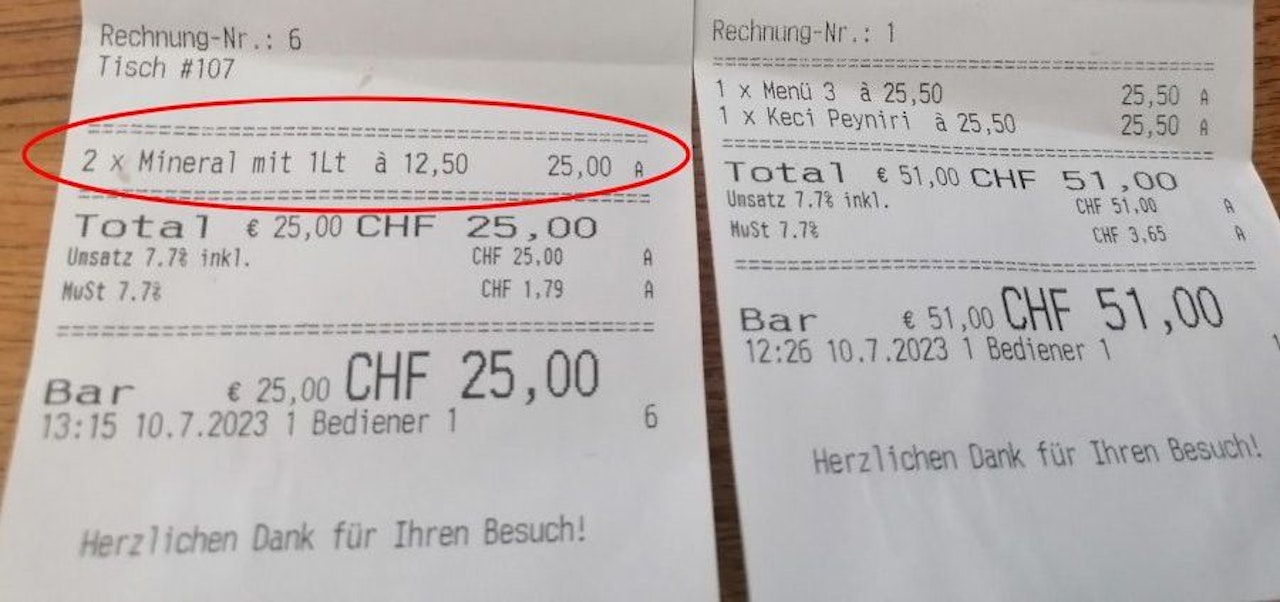 Rechnung-Nr.: 6
Tisch #107
==================================================
2 x Mineral mit 1Lt à 12,50 25,00 A
==================================================
Total € 25,00 CHF 25,00
Umsatz 7.7% inkl. CHF 25,00 A
MwSt 7.7% CHF 1,79 A
==================================================
Bar € 25,00 CHF 25,00
13:15 10.7.2023 1 Bediener 1 6
Herzlichen Dank für Ihren Besuch!
Rechnung-Nr.: 1
==================================================
1 x Menü 3 à 25,50 25,50 A
1 x Keci Peyniri à 25,50 25,50 A
==================================================
Total € 51,00 CHF 51,00
Umsatz 7.7% inkl. CHF 51,00 A
MwSt 7.7% CHF 3,65 A
==================================================
Bar € 51,00 CHF 51,00
12:26 10.7.2023 1 Bediener 1 1
Herzlichen Dank für Ihren Besuch!